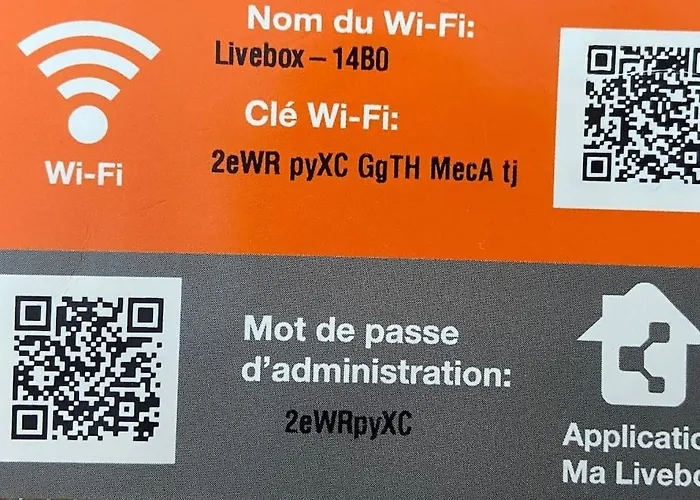 Nom du Wi-Fi:
Livebox-14B0
Clé Wi-Fi:
2eWR pyXC GgTH MecA tj
Wi-Fi
Mot de passe
d'administration:
2eWRpyXC
Applicatio
Ma Livebo